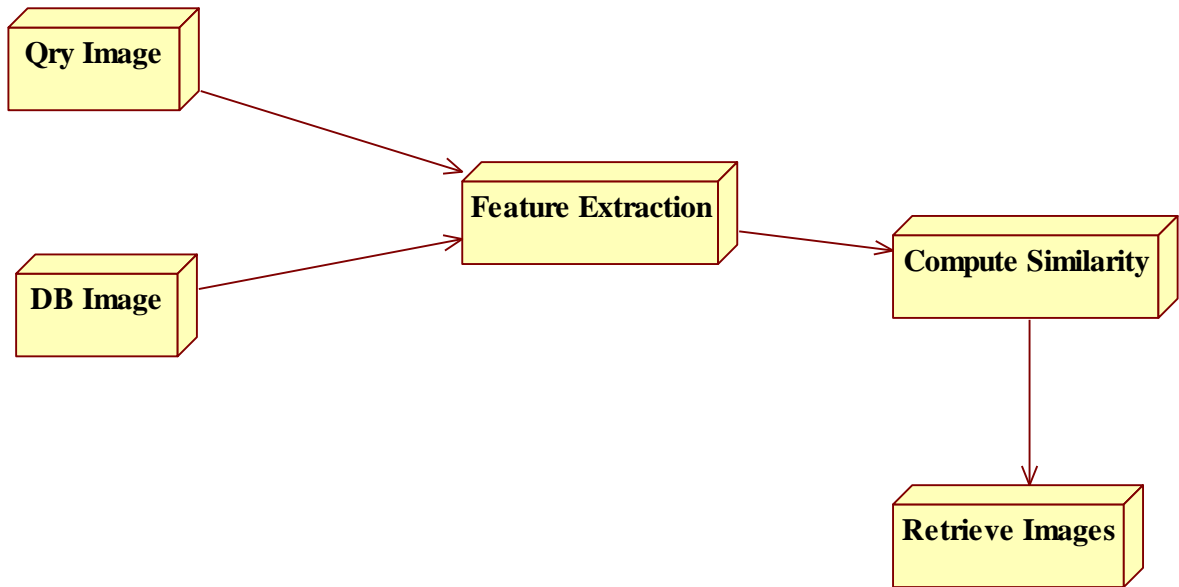 Qry Image
DB Image
Feature Extraction
Compute Similarity
Retrieve Images